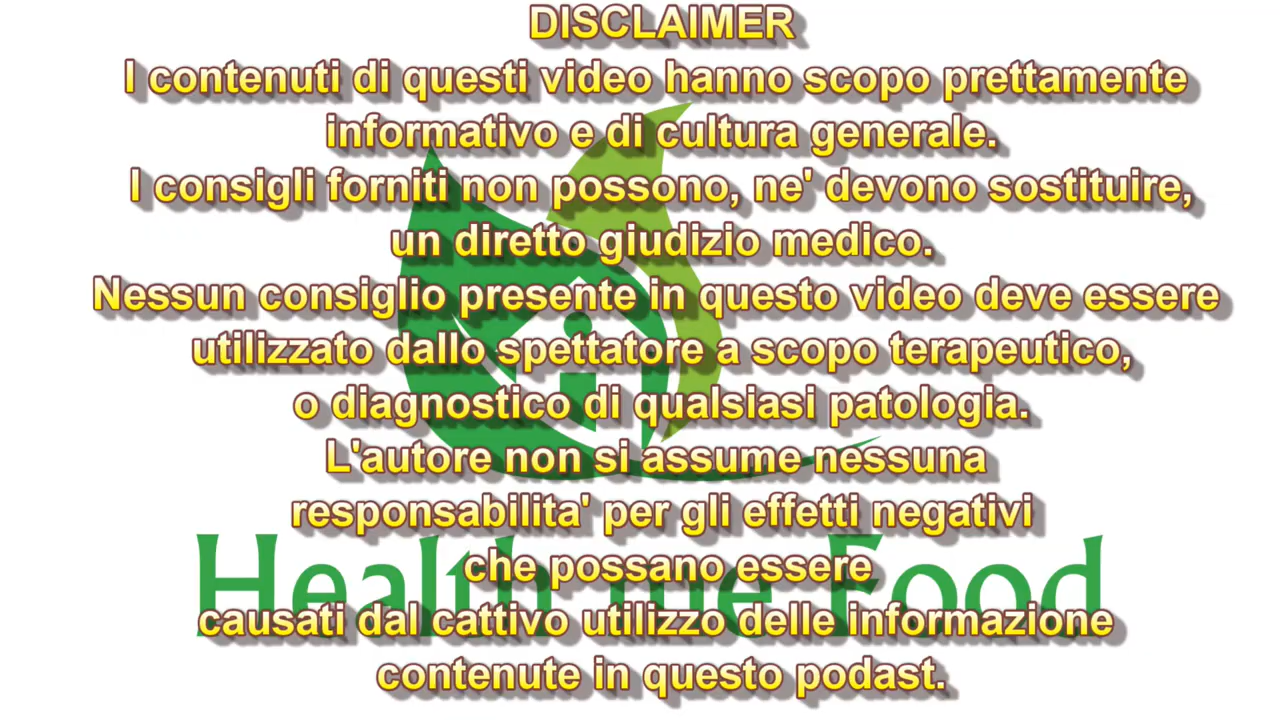 DISCLAIMER
I contenuti di questi video hanno scopo prettamente
informativo e di cultura generale.
I consigli forniti non possono, ne' devono sostituire,
un diretto giudizio medico.
Nessun consiglio presente in questo video deve essere
utilizzato dallo spettatore a scopo terapeutico,
o diagnostico di qualsiasi patologia.
L'autore non si assume nessuna
responsabilita' per gli effetti negativi
che possano essere
causati dal cattivo utilizzo delle informazione
contenute in questo podast.
Health me Food